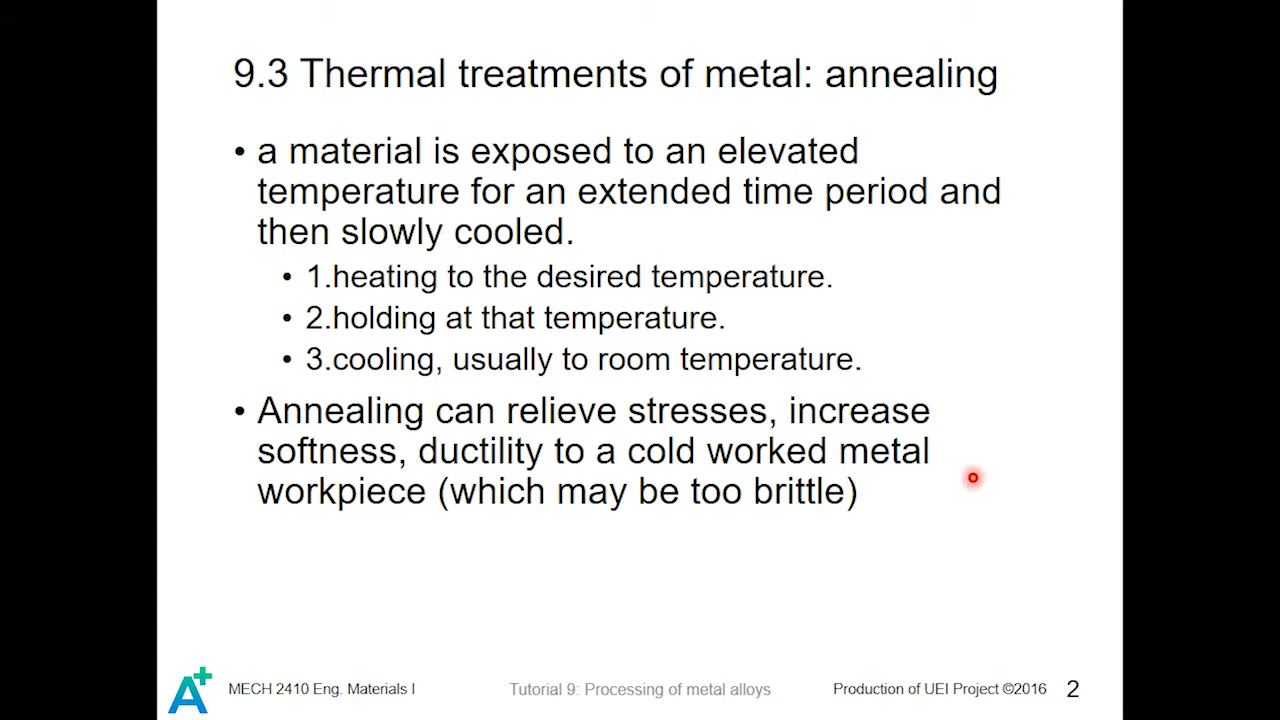 9.3 Thermal treatments of metal: annealing
• a material is exposed to an elevated
temperature for an extended time period and
then slowly cooled.
• 1.heating to the desired temperature.
• 2.holding at that temperature.
• 3.cooling, usually to room temperature.
• Annealing can relieve stresses, increase
softness, ductility to a cold worked metal
workpiece (which may be too brittle)
A+
MECH 2410 Eng. Materials I
Tutorial 9: Processing of metal alloys
Production of UEI Project ©2016
2